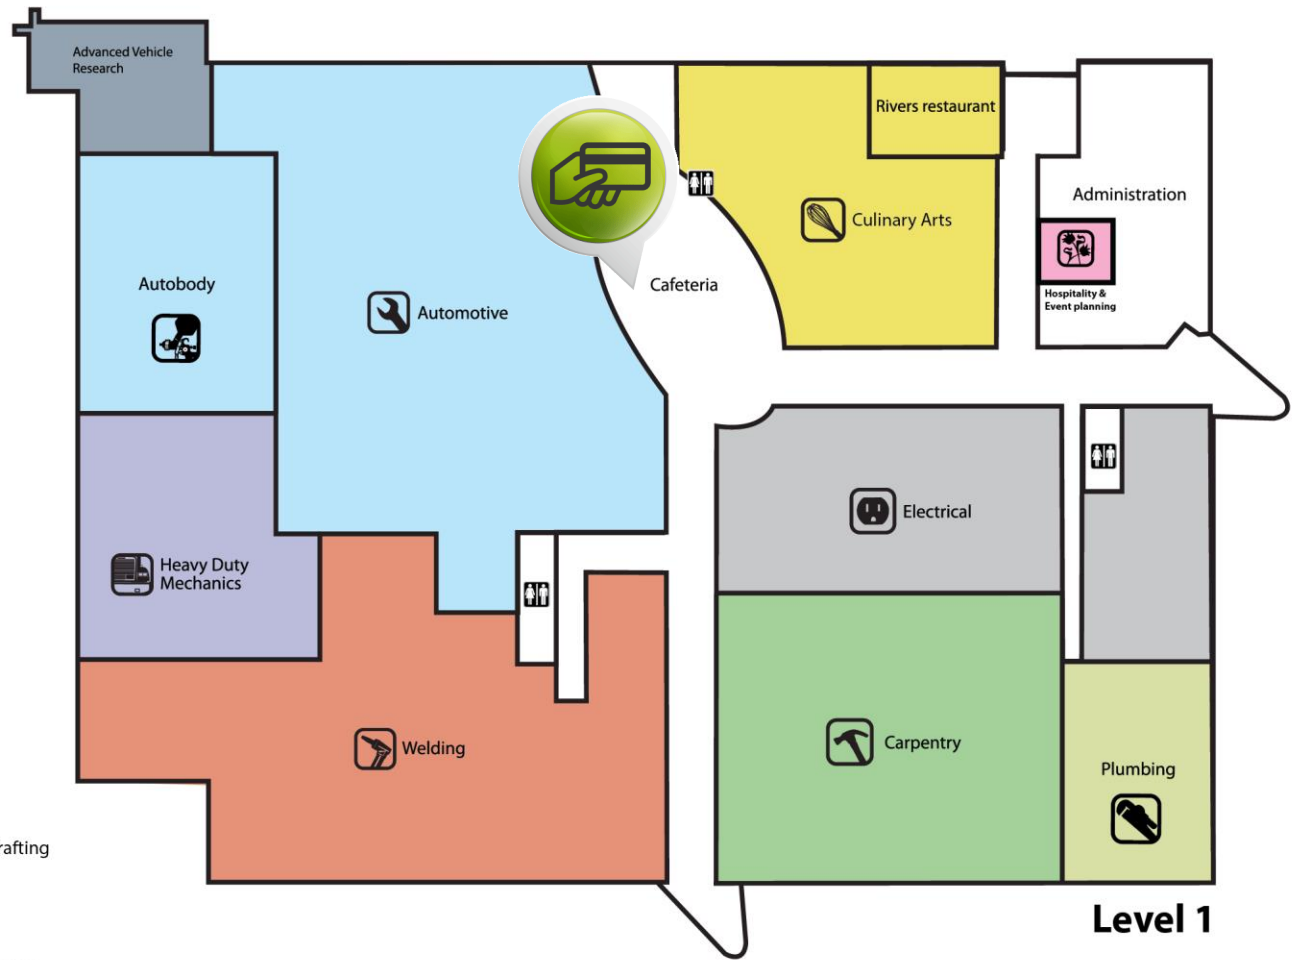 Advanced Vehicle
Research
Rivers restaurant
Administration
Culinary Arts
Autobody
Cafeteria
Hospitality &
Event planning
Automotive
Electrical
Heavy Duty
Mechanics
Welding
Carpentry
Plumbing
rafting
Level 1